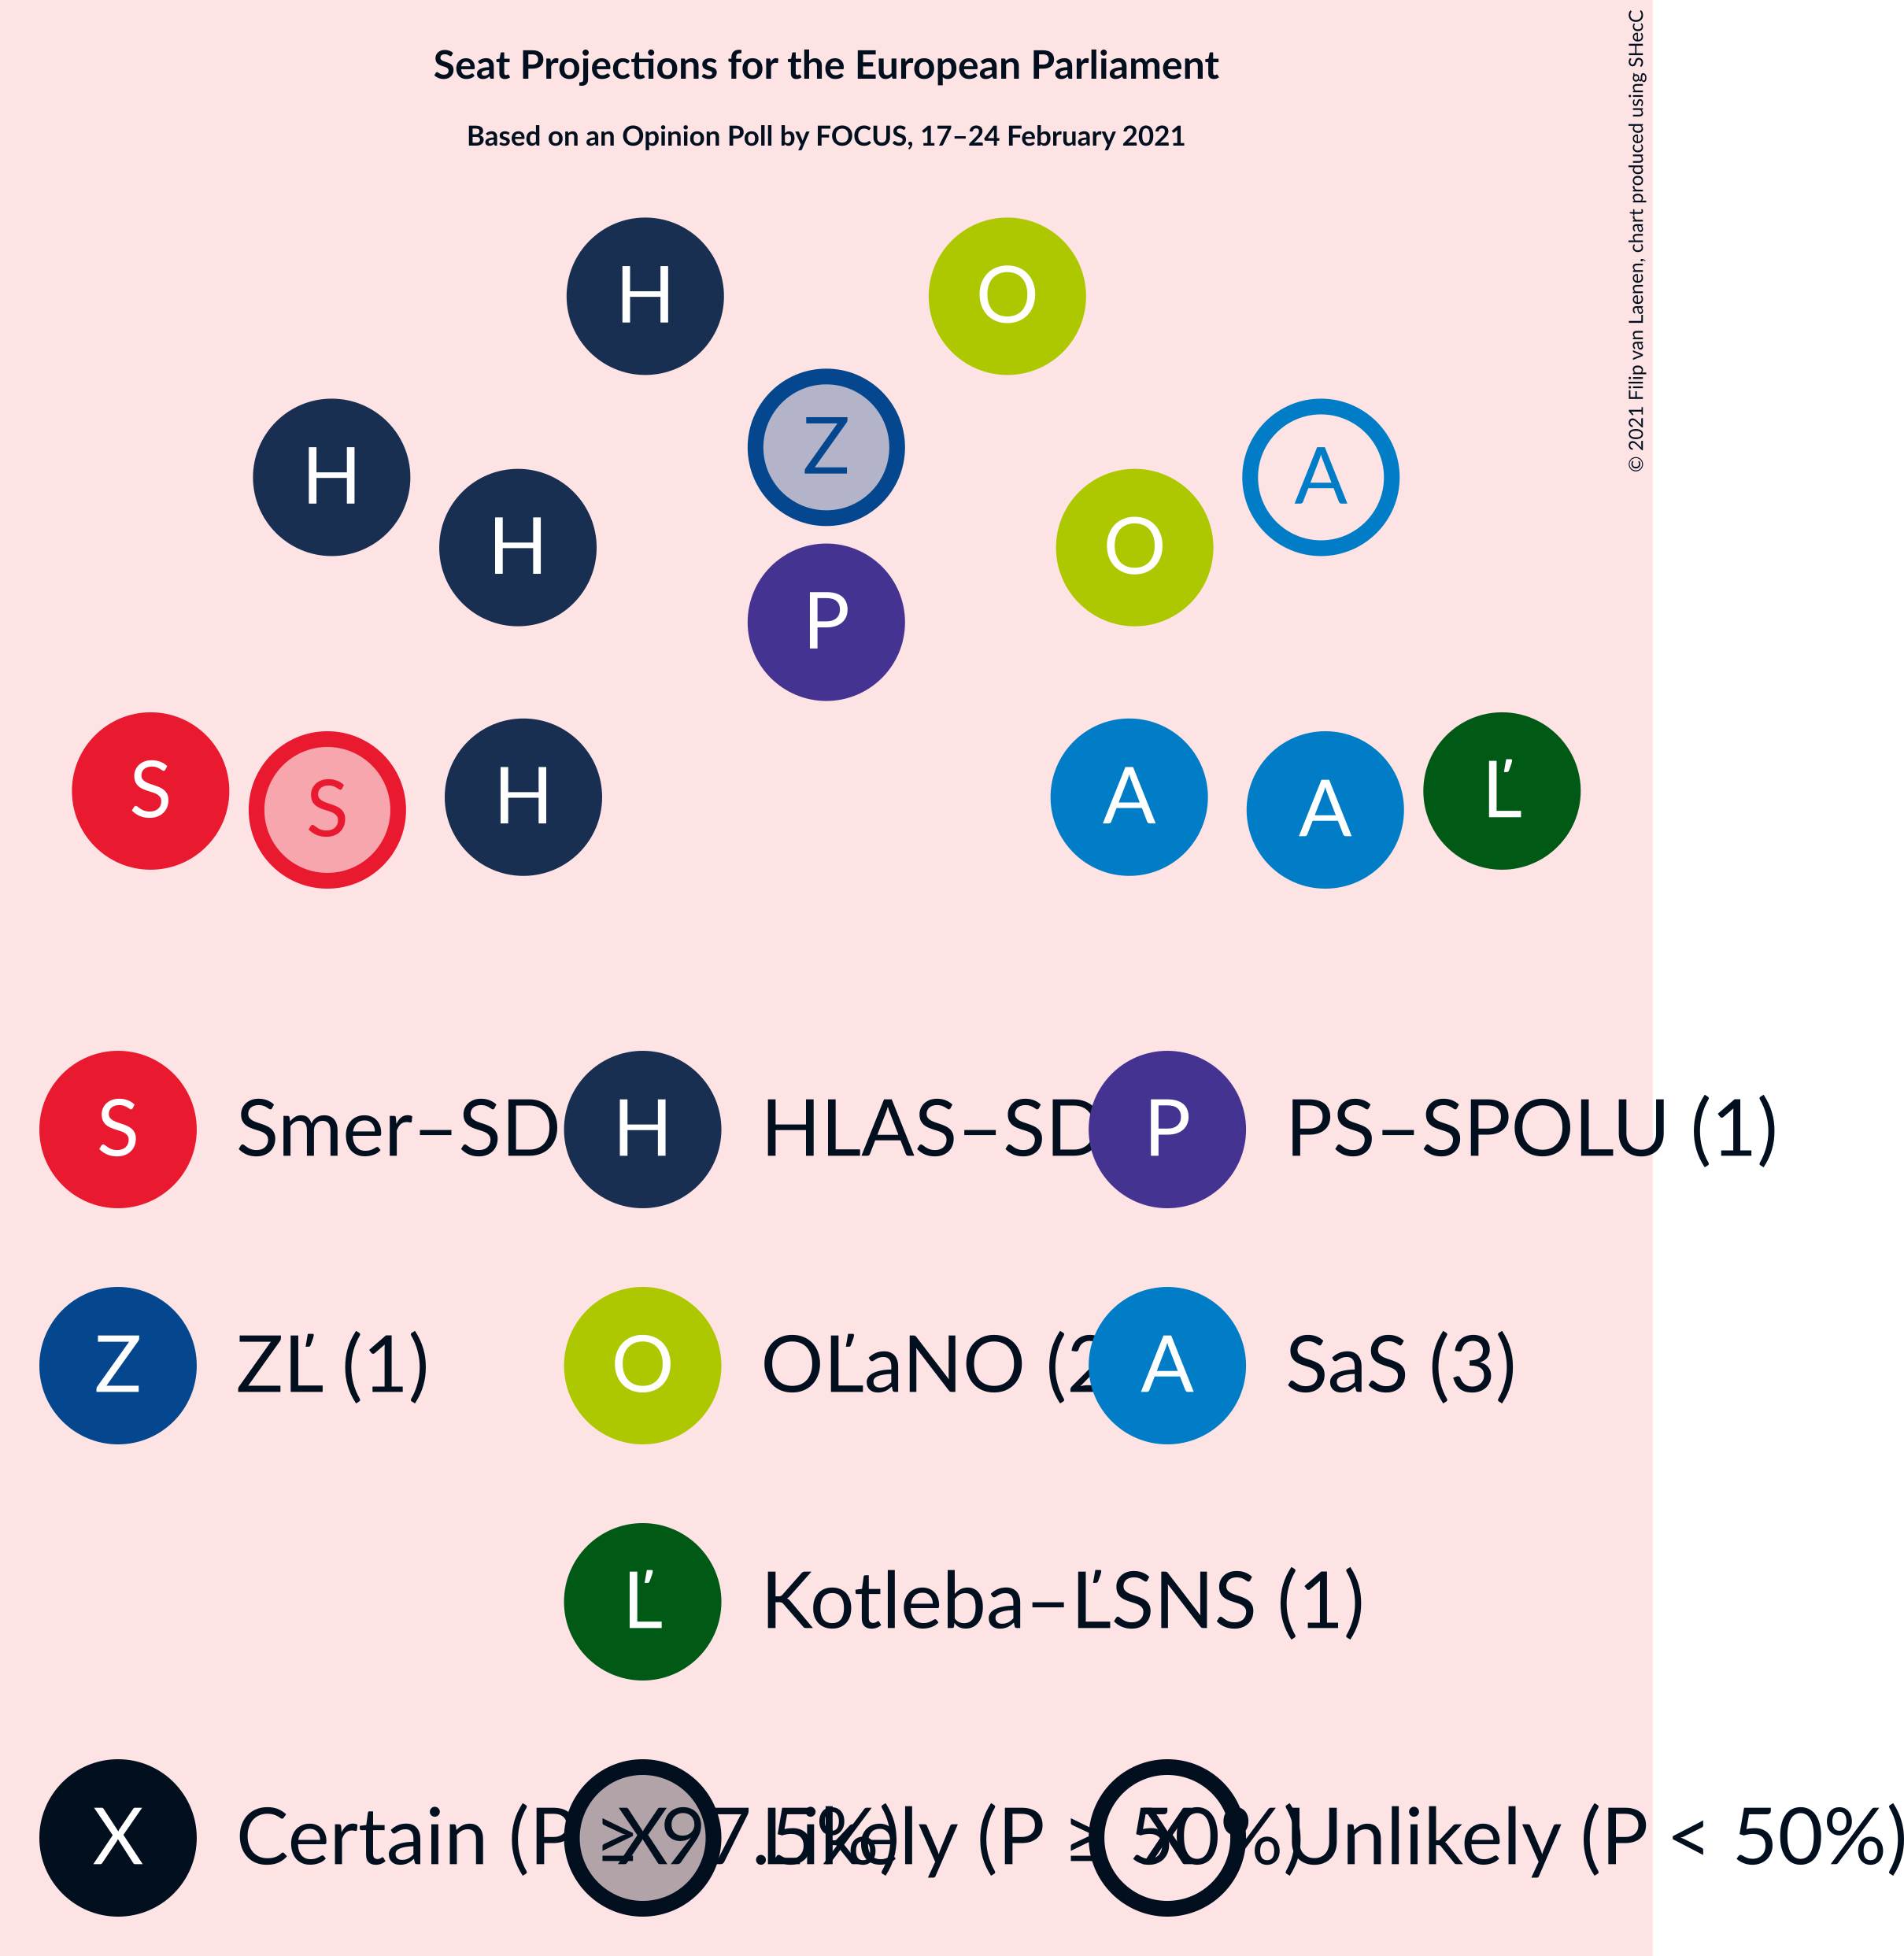 Seat Projections for the European Parliament
Based on an Opinion Poll by FOCUS, 17–24 February 2021
© 2021 Filip van Laenen, chart produced using SHecC
H O
Z
H A
H O
P
S Ľ
H A
S A
S Smer–SD H HLAS–SD P PS–SPOLU (1)
Z ZĽ (1) O OĽaNO (2 A SaS (3)
Ľ Kotleba–ĽSNS (1)
X Certain (P ≥ 97.5%) X Likely (P ≥ 50%) X Unlikely (P < 50%)